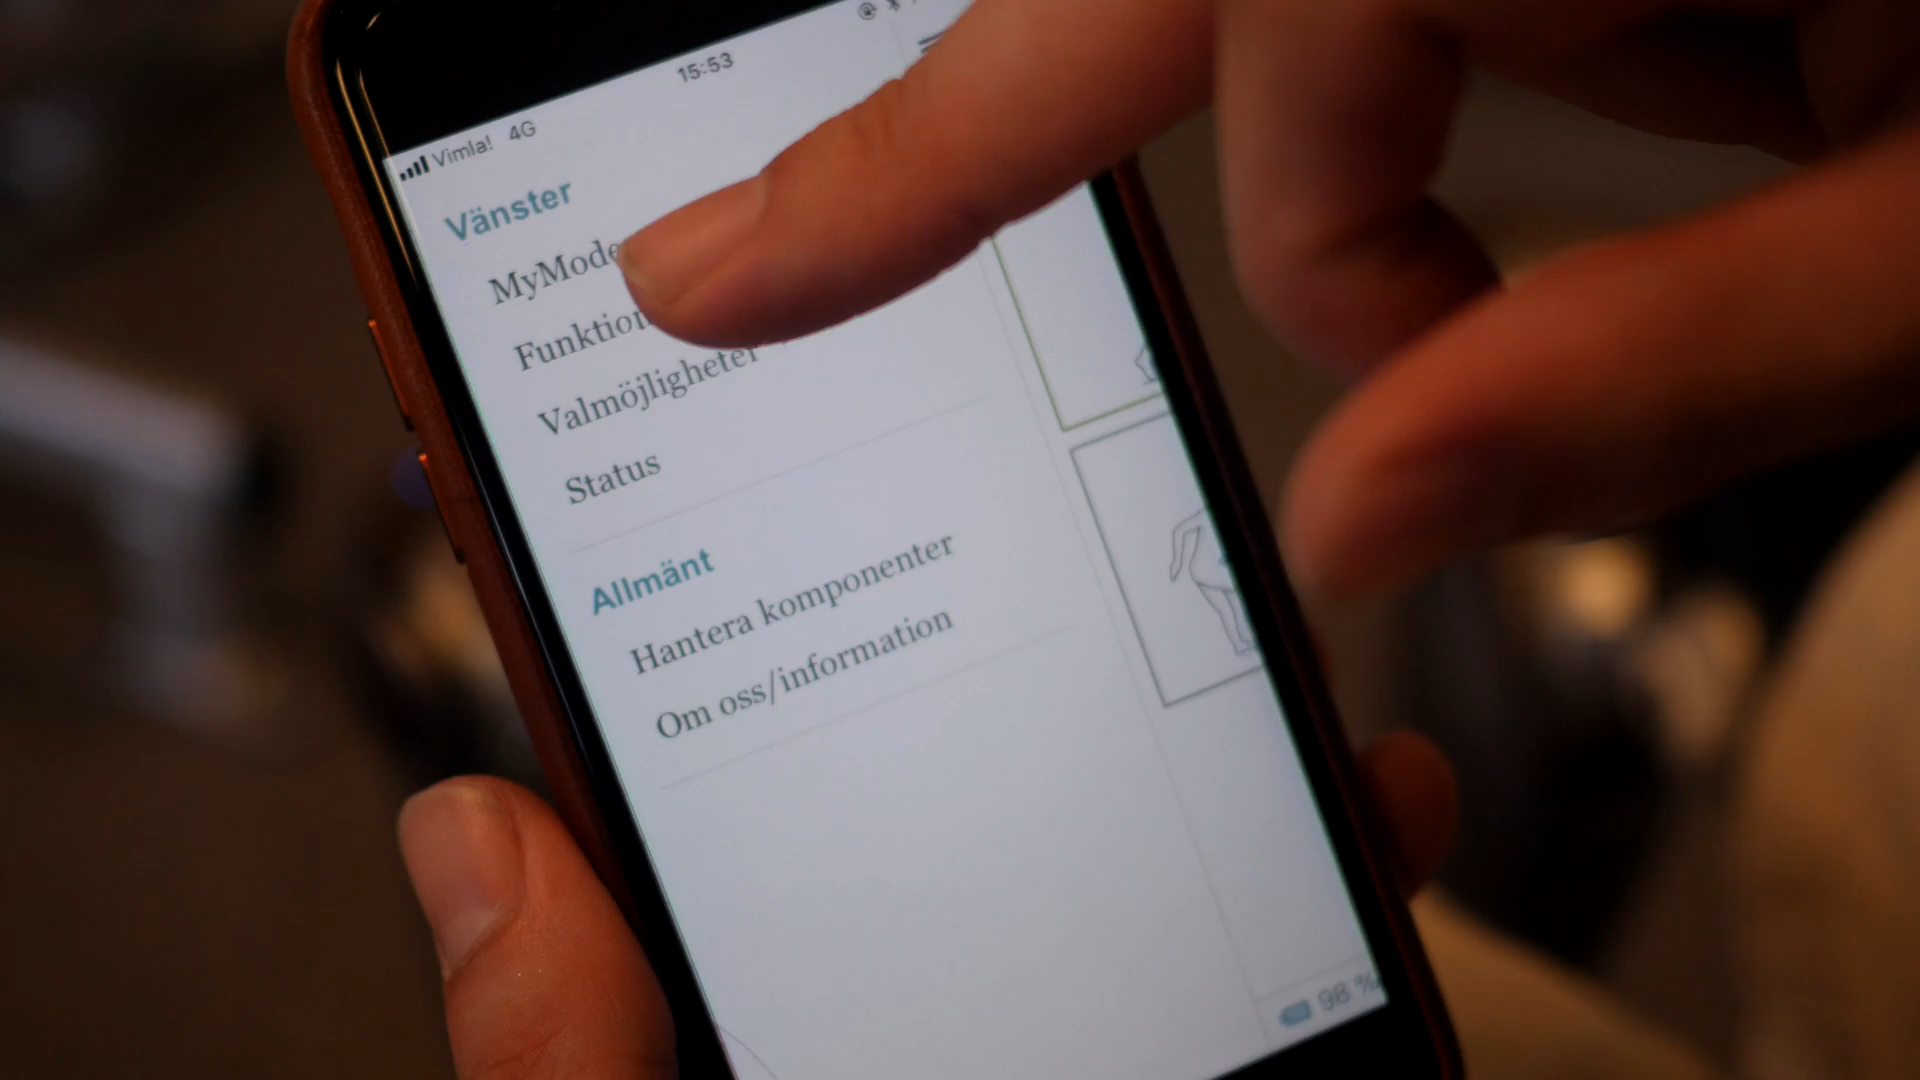 15:53
Vimla! 4G
Vänster
Valmöjligheter
Status
Allmänt
Hantera komponenter
Om oss/information
98 %